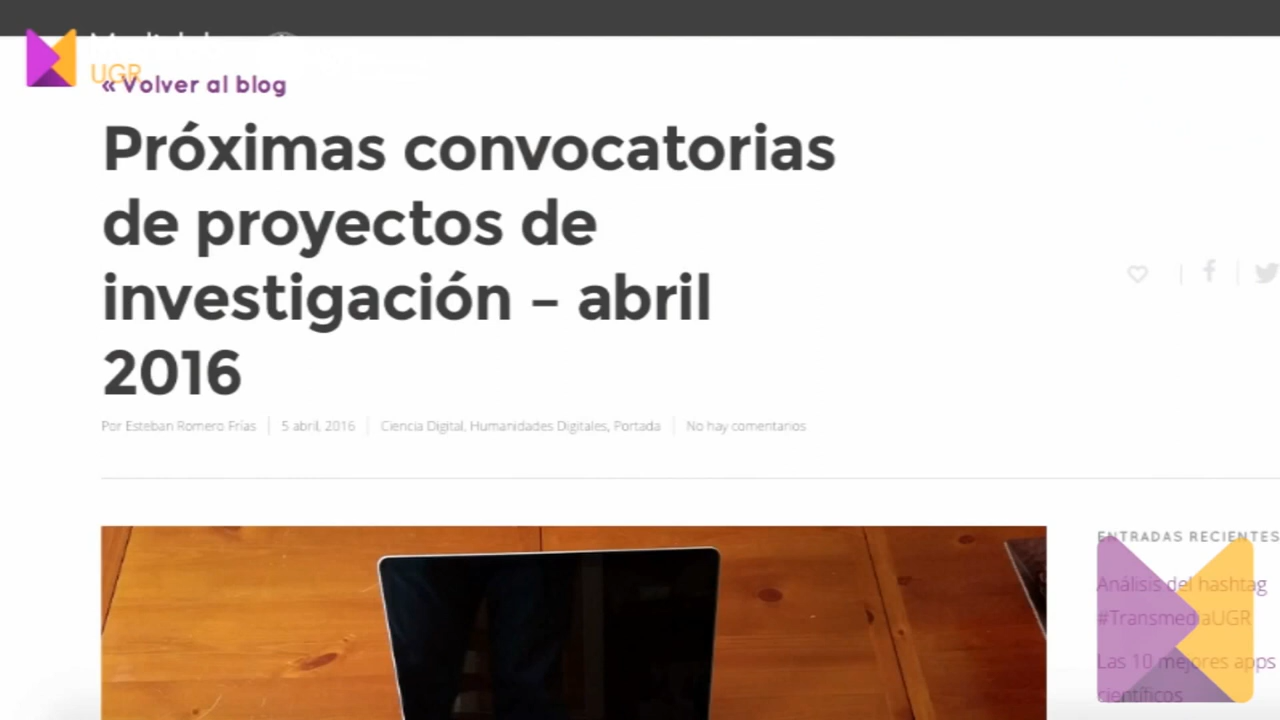 UGR
« Volver al blog
Próximas convocatorias
de proyectos de
investigación – abril
2016
Por Esteban Romero Frías
5 abril, 2016
Ciencia Digital, Humanidades Digitales, Portada
No hay comentarios
ENTRADAS RECIENTES
Análisis del hashtag
#TransmediaUGR
Las 10 mejores apps
científicos